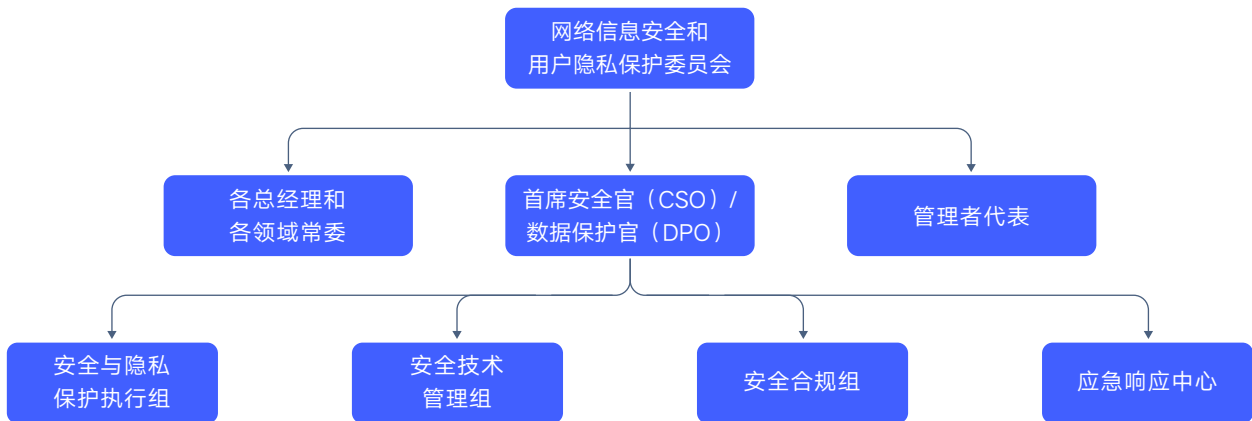 网络信息安全和
用户隐私保护委员会
各总经理和
各领域常委
首席安全官（CSO）/
数据保护官（DPO）
管理者代表
安全与隐私
保护执行组
安全技术
管理组
安全合规组
应急响应中心